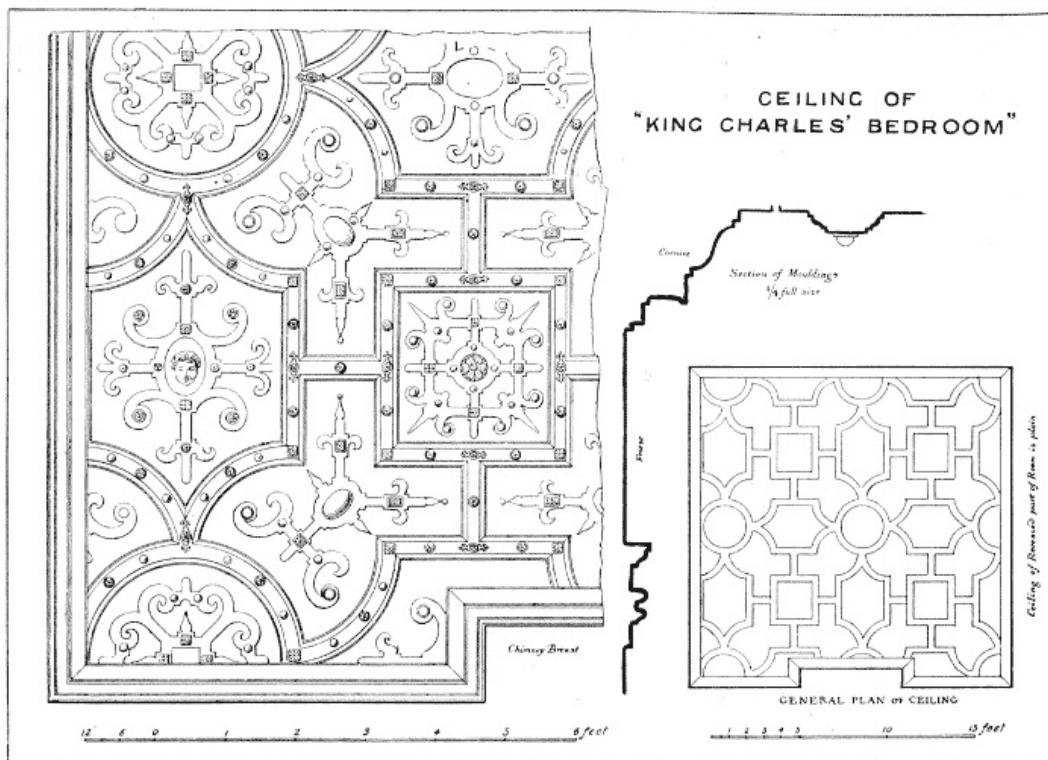 CEILING OF
"KING CHARLES' BEDROOM"
Cornice
Section of Mouldings
3/4 full size
Frieze
Ceiling of Recessed part of Room is plain
Chimney Breast
GENERAL PLAN OF CEILING
12 6 0 1 2 3 4 5 6 feet
1 2 3 4 5 10 15 feet